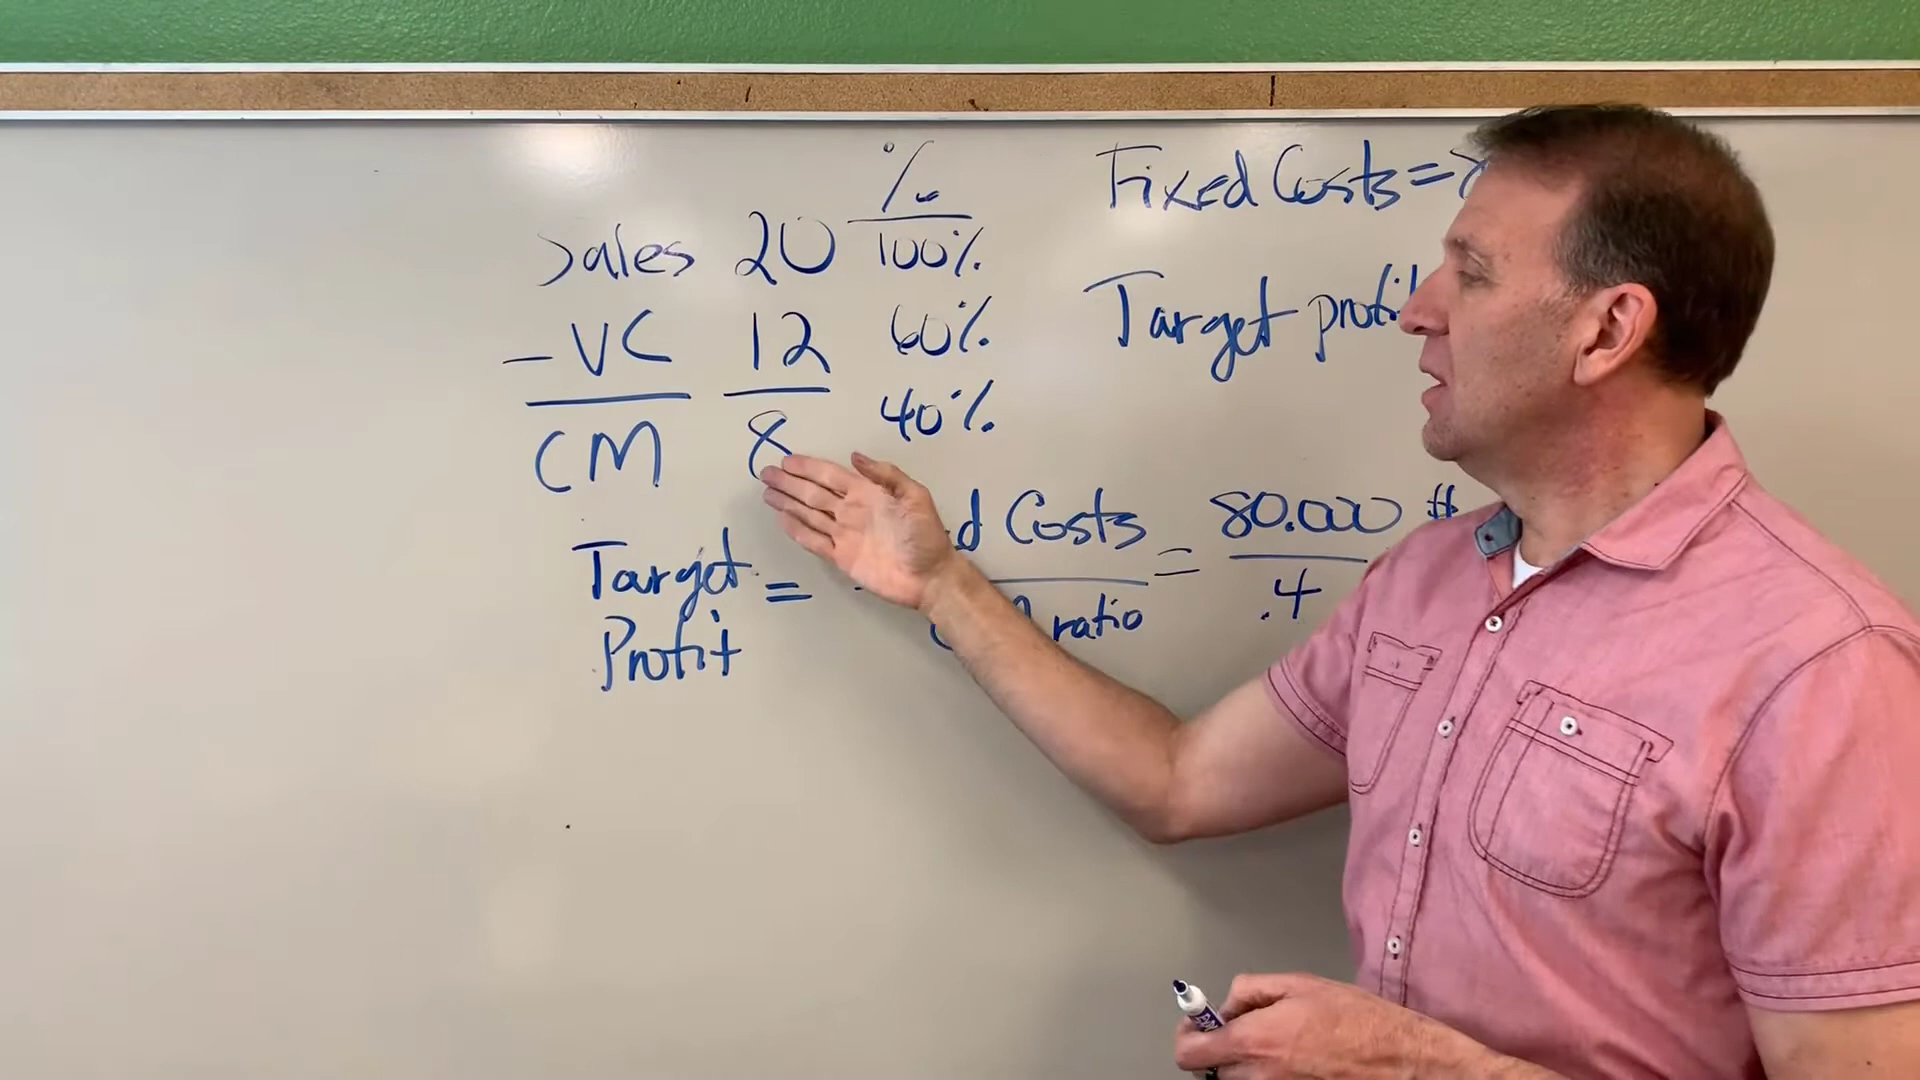 %
Sales 20 100%
- VC 12 60%
CM 8 40%
Fixed Costs =
Target profit
Target Profit = Costs / ratio = 80.000 / .4